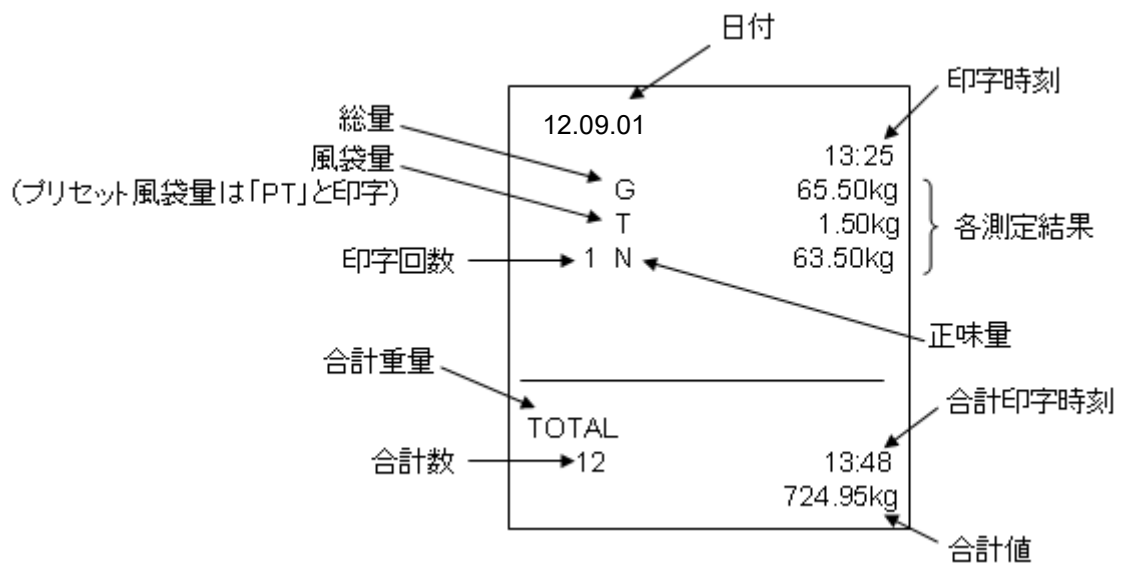 日付
印字時刻
総量
12.09.01
風袋量
13:25
(プリセット風袋量は「PT」と印字)
G 65.50kg
T 1.50kg
各測定結果
印字回数
1 N 63.50kg
正味量
合計重量
合計印字時刻
TOTAL
合計数
12 13:48
724.95kg
合計値